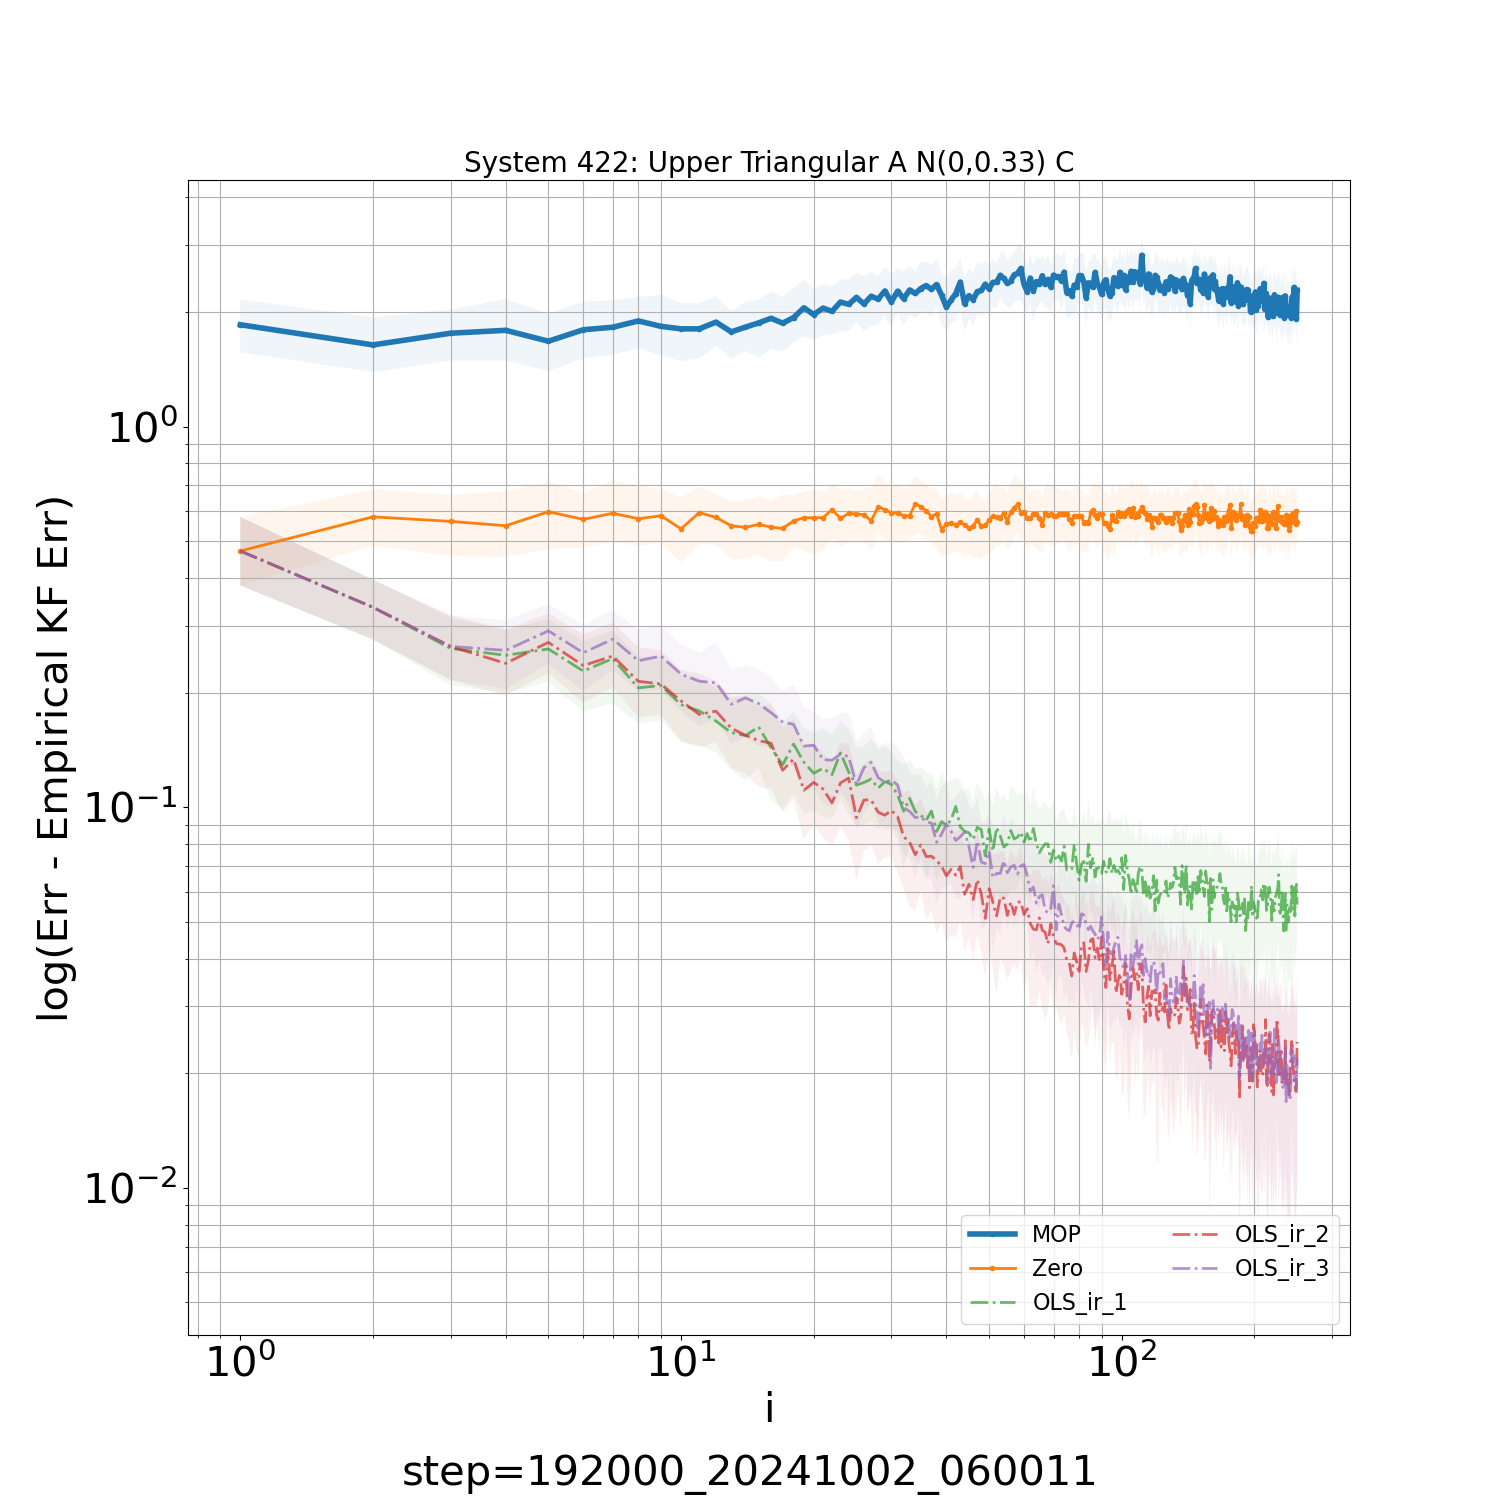 System 422: Upper Triangular A N(0,0.33) C
log(Err - Empirical KF Err)
10⁰
10⁻¹
10⁻²
MOP
Zero
OLS_ir_1
OLS_ir_2
OLS_ir_3
10⁰ 10¹ 10²
i
step=192000_20241002_060011